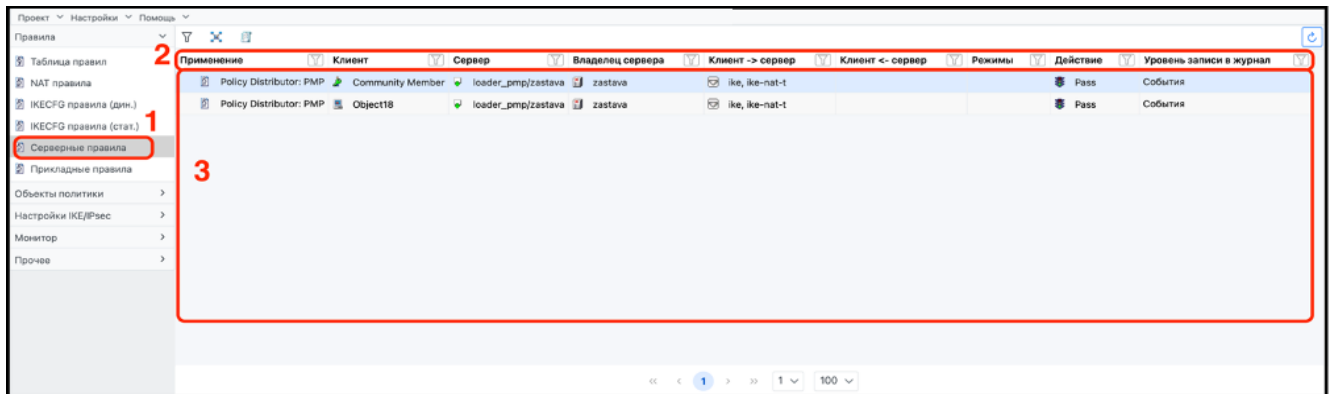 Проект Настройки Помощь
Правила
2
Применение Клиент Сервер Владелец сервера Клиент -> сервер Клиент <- сервер Режимы Действие Уровень записи в журнал
Таблица правил
NAT правила
IKECFG правила (дин.)
IKECFG правила (стат.)
1
Серверные правила
Прикладные правила
Объекты политики
Настройки IKE/IPsec
Монитор
Прочее
Policy Distributor: PMP Community Member loader_pmp/zastava zastava ike, ike-nat-t Pass События
Policy Distributor: PMP Object18 loader_pmp/zastava zastava ike, ike-nat-t Pass События
3
<< < 1 > >> 1 100